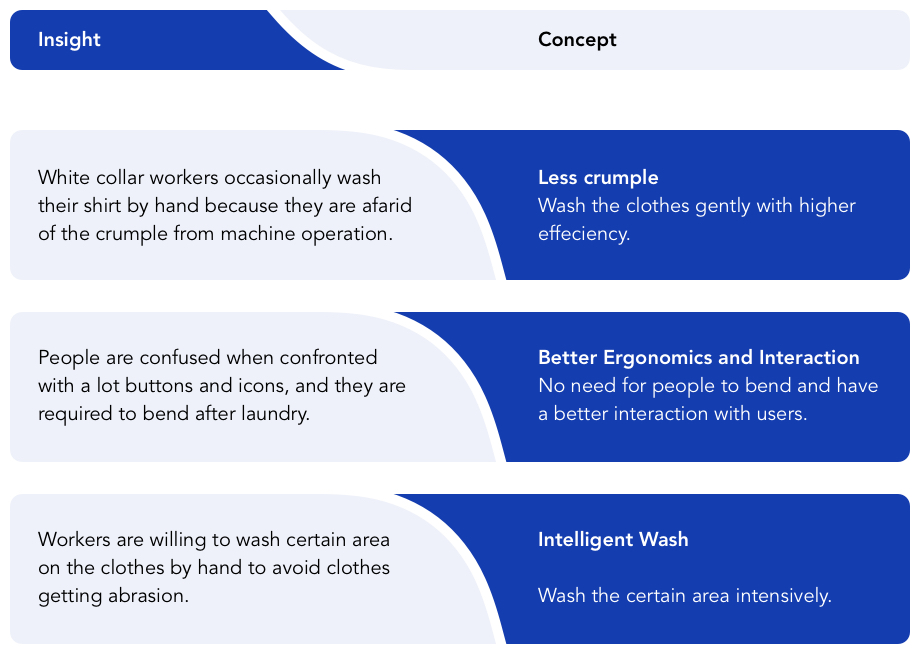 Insight
Concept
White collar workers occasionally wash
their shirt by hand because they are afarid
of the crumple from machine operation.
Less crumple
Wash the clothes gently with higher
effeciency.
People are confused when confronted
with a lot buttons and icons, and they are
required to bend after laundry.
Better Ergonomics and Interaction
No need for people to bend and have
a better interaction with users.
Workers are willing to wash certain area
on the clothes by hand to avoid clothes
getting abrasion.
Intelligent Wash
Wash the certain area intensively.